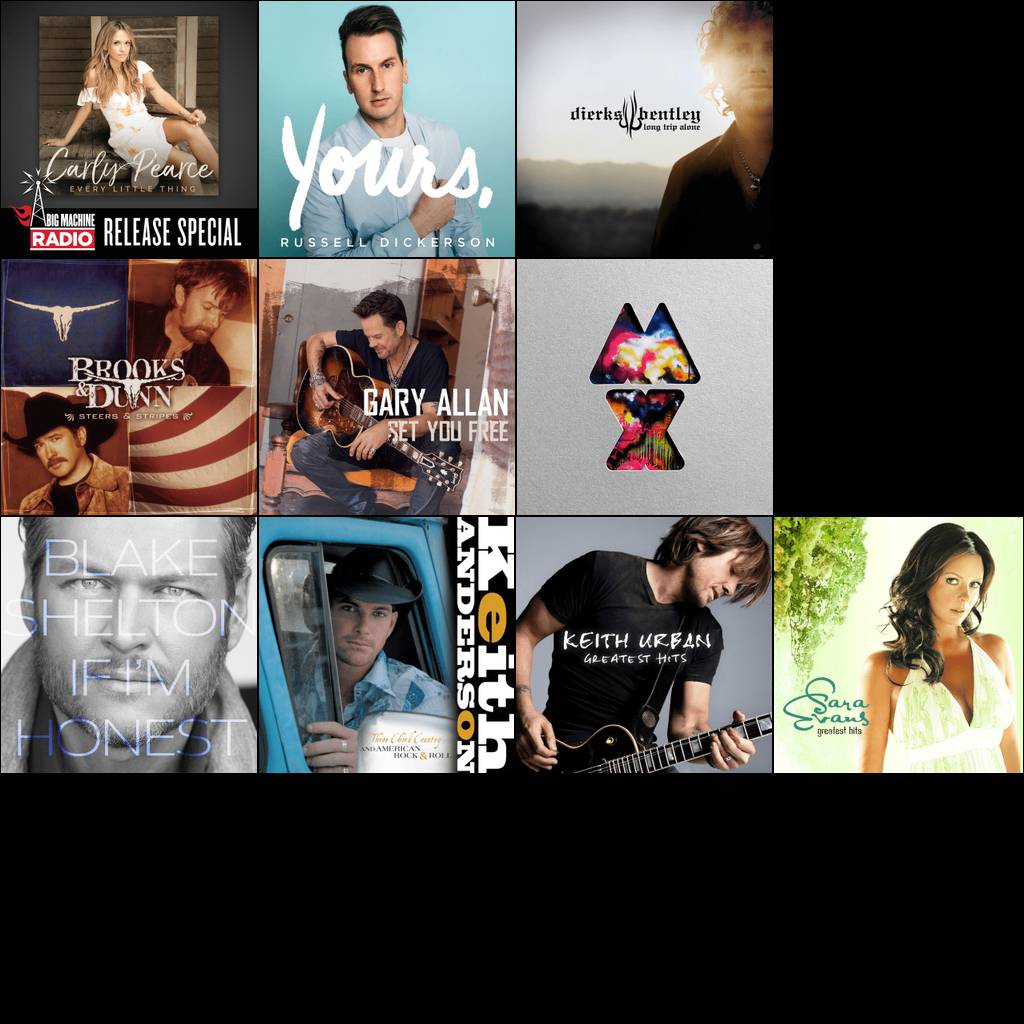 Carly Pearce
EVERY LITTLE THING
BIG MACHINE
RADIO
RELEASE SPECIAL
Yours.
RUSSELL DICKERSON
dierks bentley
long trip alone
BROOKS
& DUNN
STEERS & STRIPES
GARY ALLAN
SET YOU FREE
M
X
BLAKE
SHELTON
IF I'M
HONEST
Keith
ANDERSON
Three Chord Country
AND AMERICAN
ROCK & ROLL
KEITH URBAN
GREATEST HITS
Sara
Evans
greatest hits